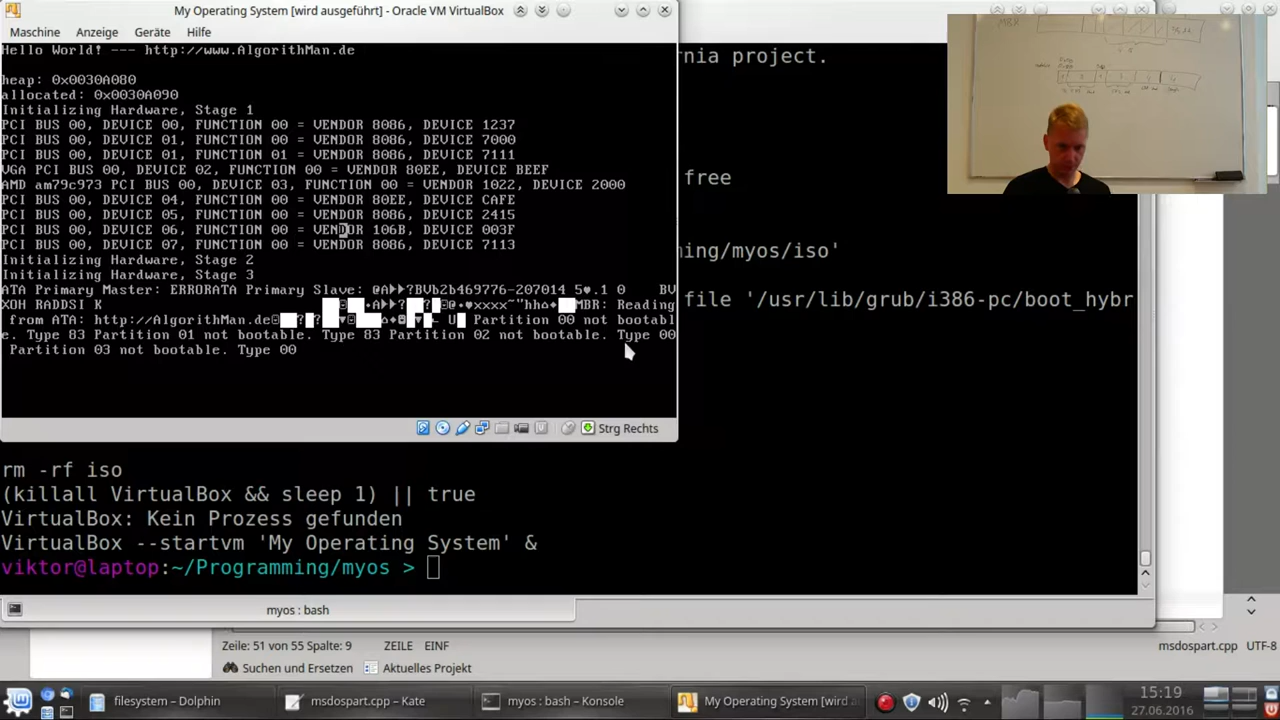 My Operating System [wird ausgeführt] - Oracle VM VirtualBox
Maschine Anzeige Geräte Hilfe
Hello World! --- http://www.AlgorithMan.de
heap: 0x0030A080
allocated: 0x0030A090
Initializing Hardware, Stage 1
PCI BUS 00, DEVICE 00, FUNCTION 00 = VENDOR 8086, DEVICE 1237
PCI BUS 00, DEVICE 01, FUNCTION 00 = VENDOR 8086, DEVICE 7000
PCI BUS 00, DEVICE 01, FUNCTION 01 = VENDOR 8086, DEVICE 7111
VGA PCI BUS 00, DEVICE 02, FUNCTION 00 = VENDOR 80EE, DEVICE BEEF
AMD am79c973 PCI BUS 00, DEVICE 03, FUNCTION 00 = VENDOR 1022, DEVICE 2000
PCI BUS 00, DEVICE 04, FUNCTION 00 = VENDOR 80EE, DEVICE CAFE
PCI BUS 00, DEVICE 05, FUNCTION 00 = VENDOR 8086, DEVICE 2415
PCI BUS 00, DEVICE 06, FUNCTION 00 = VENDOR 106B, DEVICE 003F
PCI BUS 00, DEVICE 07, FUNCTION 00 = VENDOR 8086, DEVICE 7113
Initializing Hardware, Stage 2
Initializing Hardware, Stage 3
ATA Primary Master: ERRORATA Primary Slave: BVb2b469776-207014 5♥.1 0 BV
XOH RADDSI K MBR: Reading
from ATA: http://AlgorithMan.de U Partition 00 not bootabl
e. Type 83 Partition 01 not bootable. Type 83 Partition 02 not bootable. Type 00
Partition 03 not bootable. Type 00
Strg Rechts
nia project.
free
ing/myos/iso'
file '/usr/lib/grub/i386-pc/boot_hybr
rm -rf iso
(killall VirtualBox && sleep 1) || true
VirtualBox: Kein Prozess gefunden
VirtualBox --startvm 'My Operating System' &
viktor@laptop:~/Programming/myos >
myos : bash
Zeile: 51 von 55 Spalte: 9 ZEILE EINF msdospart.cpp UTF-8
Suchen und Ersetzen Aktuelles Projekt
filesystem – Dolphin
msdospart.cpp – Kate
myos : bash – Konsole
My Operating System [wird a
15:19
27.06.2016
MBR